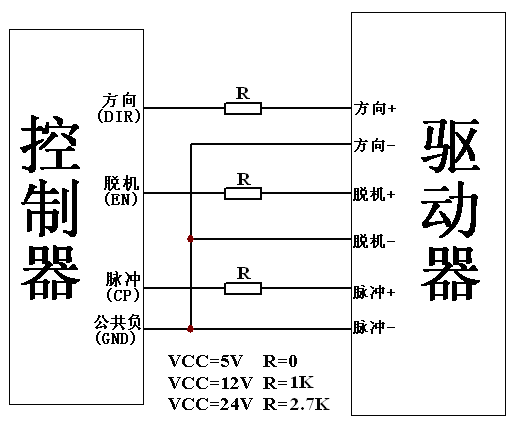 控制器
方向
(DIR)
脱机
(EN)
脉冲
(CP)
公共负
(GND)
R
R
R
方向+
方向-
脱机+
脱机-
脉冲+
脉冲-
驱动器
VCC=5V R=0
VCC=12V R=1K
VCC=24V R=2.7K